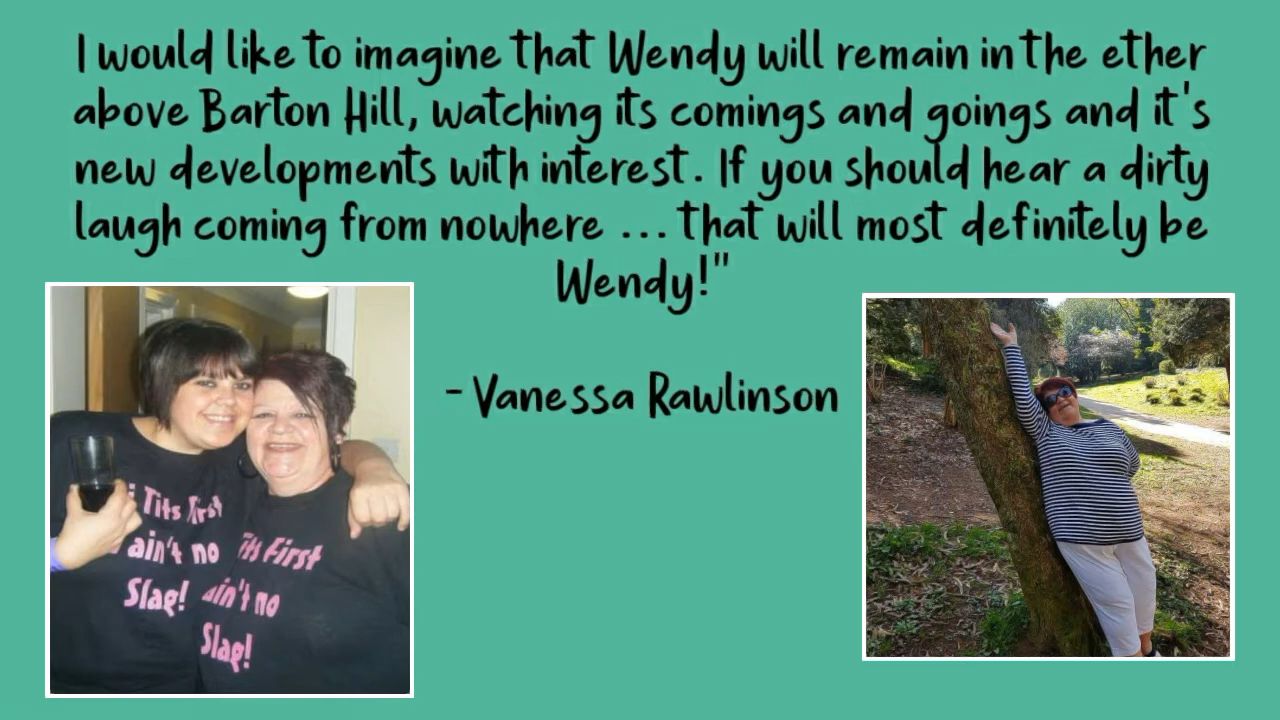 I would like to imagine that Wendy will remain in the ether
above Barton Hill, watching its comings and goings and it's
new developments with interest. If you should hear a dirty
laugh coming from nowhere ... that will most definitely be
Wendy!"
- Vanessa Rawlinson
Tits First
ain't no
Slag!
Tits First
ain't no
Slag!